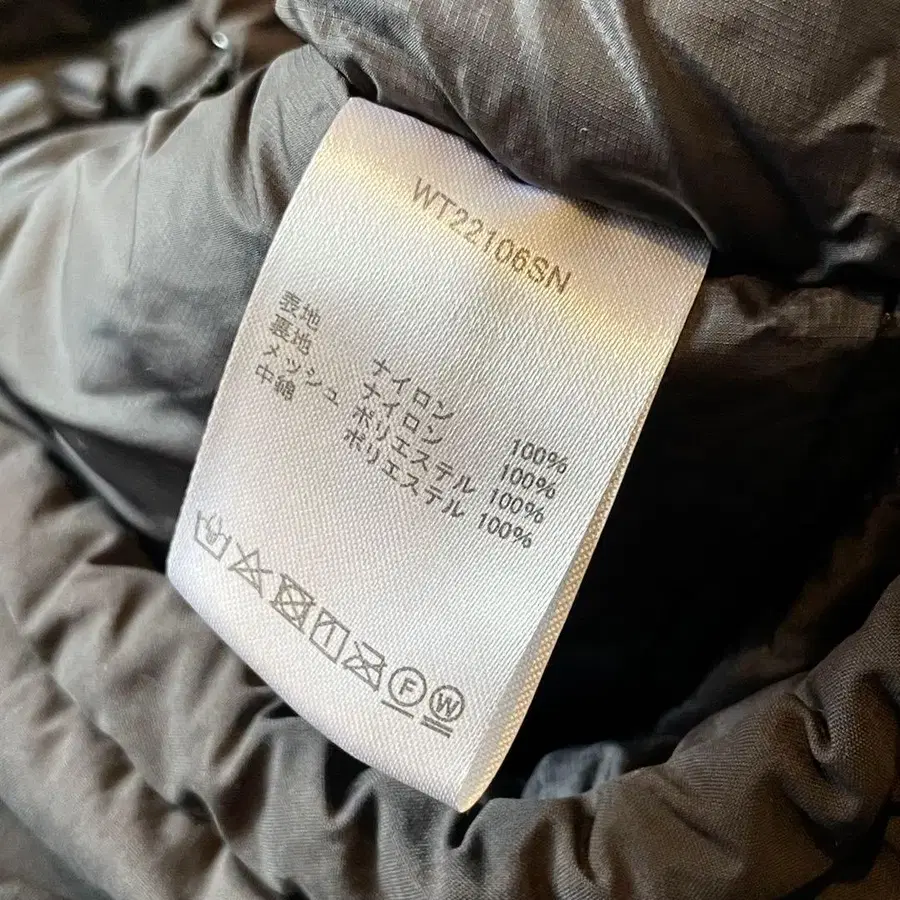 WT22106SN
表地 ナイロン 100%
裏地 ナイロン 100%
メッシュ ポリエステル 100%
中綿 ポリエステル 100%
F W